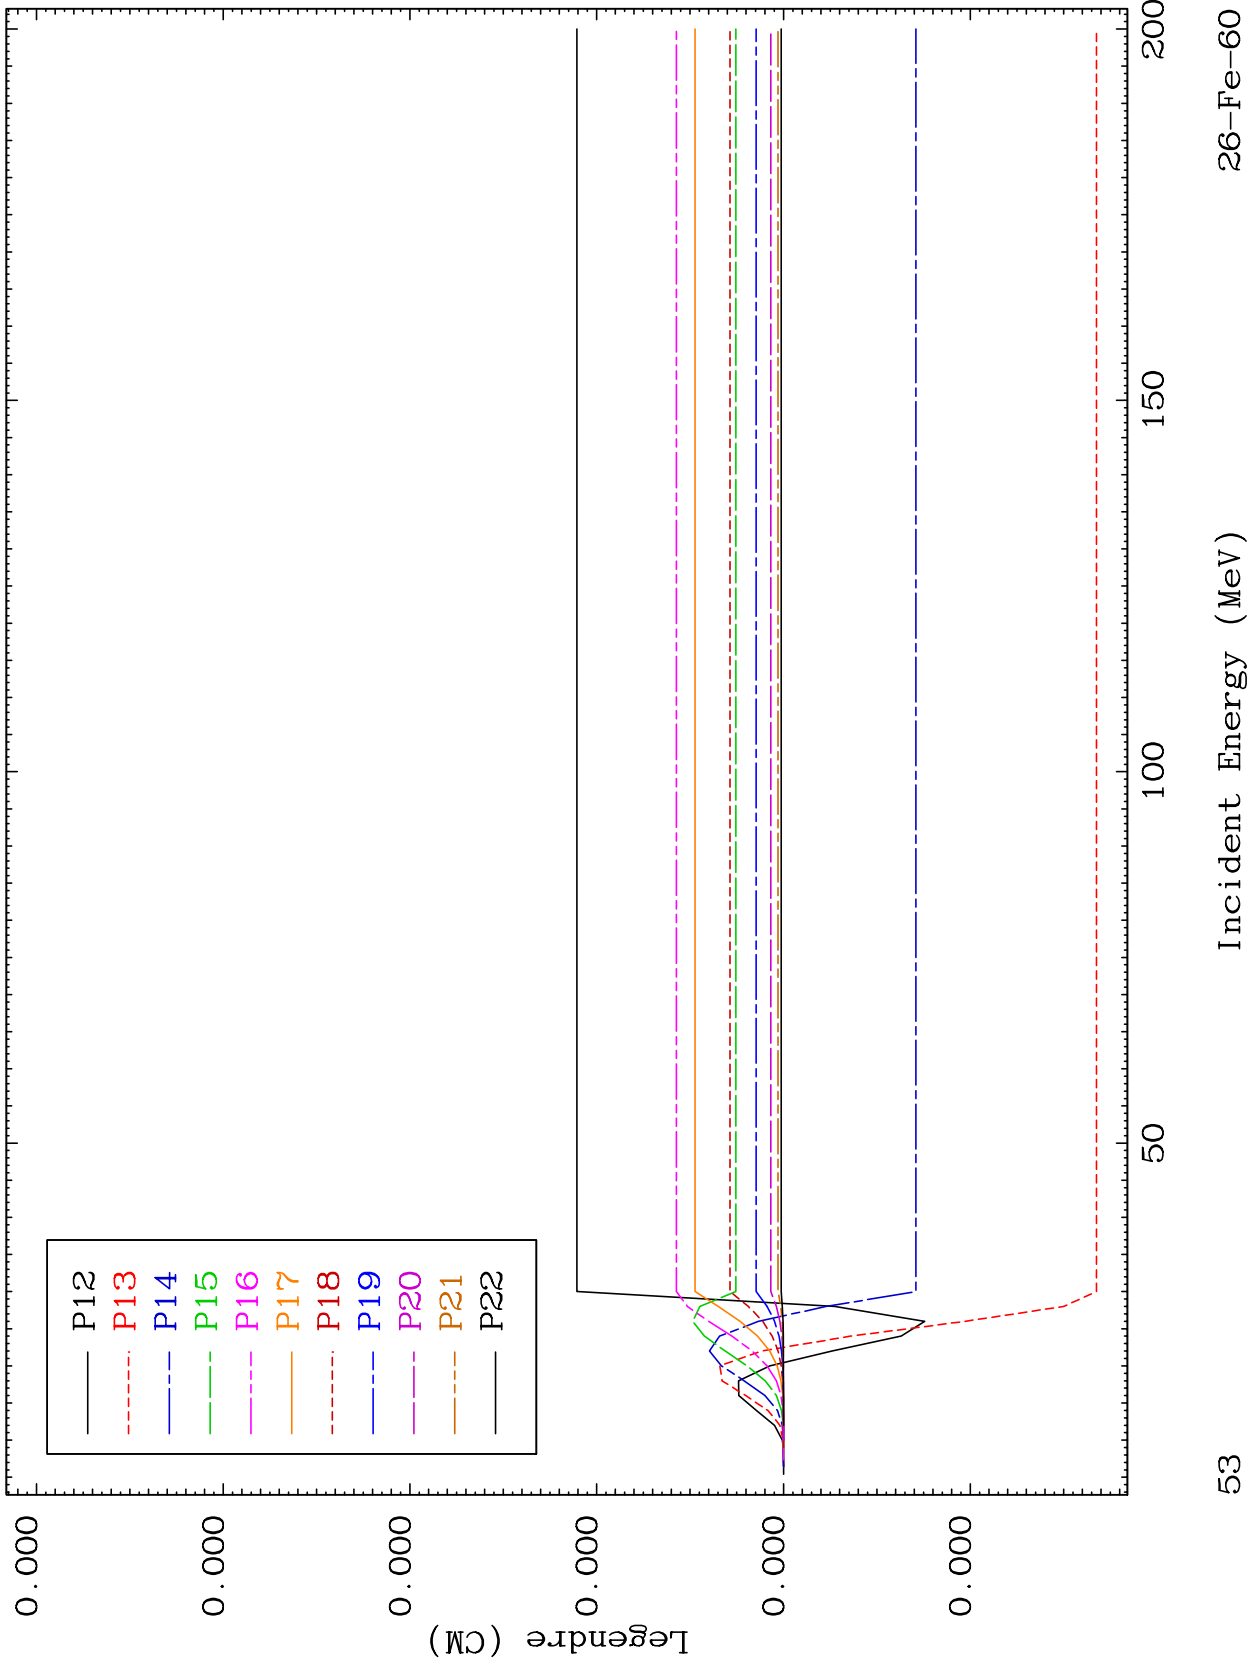 P12
P13
P14
P15
P16
P17
P18
P19
P20
P21
P22
0.000
0.000
0.000
0.000
0.000
0.000
Legendre (CM)
50
100
150
200
Incident Energy (MeV)
53
26-Fe-60